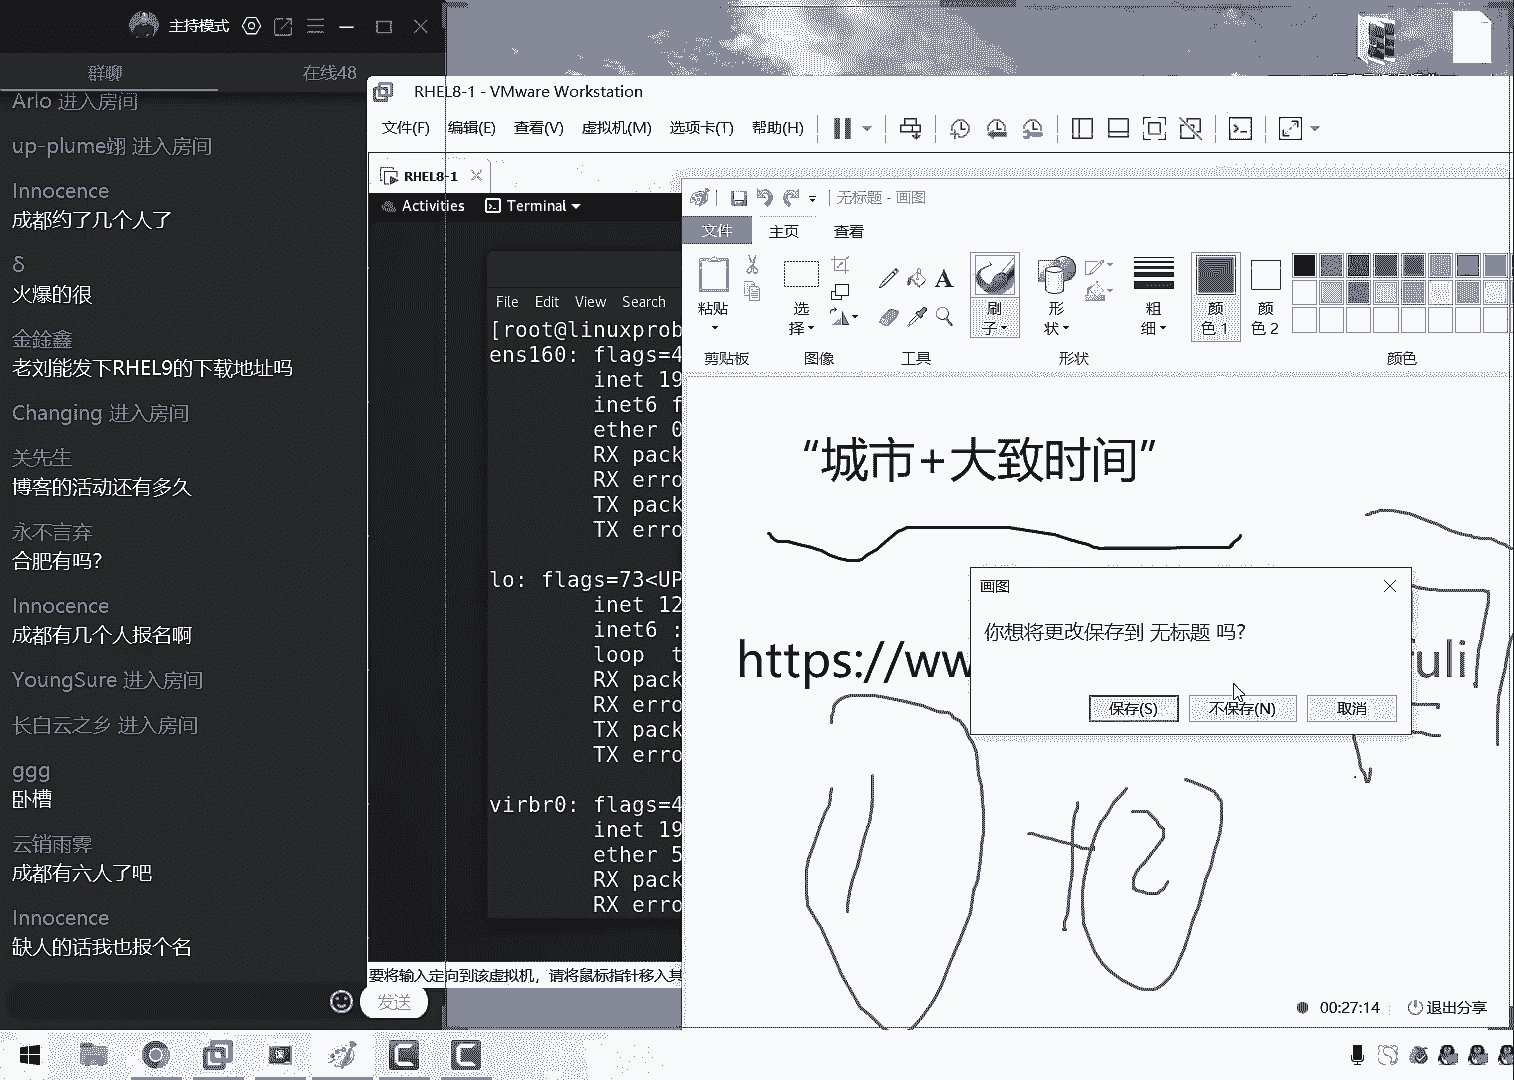 主持模式
群聊
在线48
Arlo 进入房间
up-plume翊 进入房间
Innocence
成都约了几个人了
δ
火爆的很
金鍂鑫
老刘能发下RHEL9的下载地址吗
Changing 进入房间
关先生
博客的活动还有多久
永不言弃
合肥有吗?
Innocence
成都有几个人报名啊
YoungSure 进入房间
长白云之乡 进入房间
ggg
卧槽
云销雨霁
成都有六人了吧
Innocence
缺人的话我也报个名
发送
RHEL8-1 - VMware Workstation
文件(F) 编辑(E) 查看(V) 虚拟机(M) 选项卡(T) 帮助(H)
RHEL8-1
Activities Terminal
File Edit View Search
[root@linuxprob
ens160: flags=4
inet 19
inet6 f
ether 0
RX pack
RX erro
TX pack
TX erro
lo: flags=73<UP
inet 12
inet6 :
loop t
RX pack
RX erro
TX pack
TX erro
virbr0: flags=4
inet 19
ether 5
RX pack
RX erro
要将输入定向到该虚拟机，请将鼠标指针移入其
无标题 - 画图
文件 主页 查看
粘贴
选择
刷子
形状
粗细
颜色 1
颜色 2
剪贴板 图像 工具 形状 颜色
“城市+大致时间”
https://ww
uli
画图
你想将更改保存到 无标题 吗?
保存(S) 不保存(N) 取消
1 + 2
00:27:14 退出分享